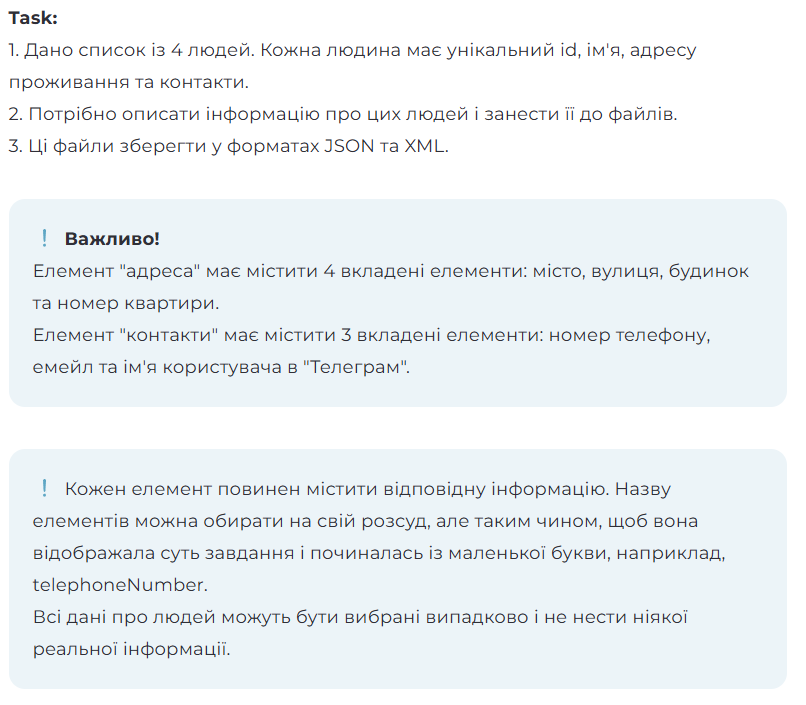 Task:
1. Дано список із 4 людей. Кожна людина має унікальний id, ім'я, адресу
проживання та контакти.
2. Потрібно описати інформацію про цих людей і занести її до файлів.
3. Ці файли зберегти у форматах JSON та XML.
❕ Важливо!
Елемент "адреса" має містити 4 вкладені елементи: місто, вулиця, будинок
та номер квартири.
Елемент "контакти" має містити 3 вкладені елементи: номер телефону,
емейл та ім'я користувача в "Телеграм".
❕ Кожен елемент повинен містити відповідну інформацію. Назву
елементів можна обирати на свій розсуд, але таким чином, щоб вона
відображала суть завдання і починалась із маленької букви, наприклад,
telephoneNumber.
Всі дані про людей можуть бути вибрані випадково і не нести ніякої
реальної інформації.